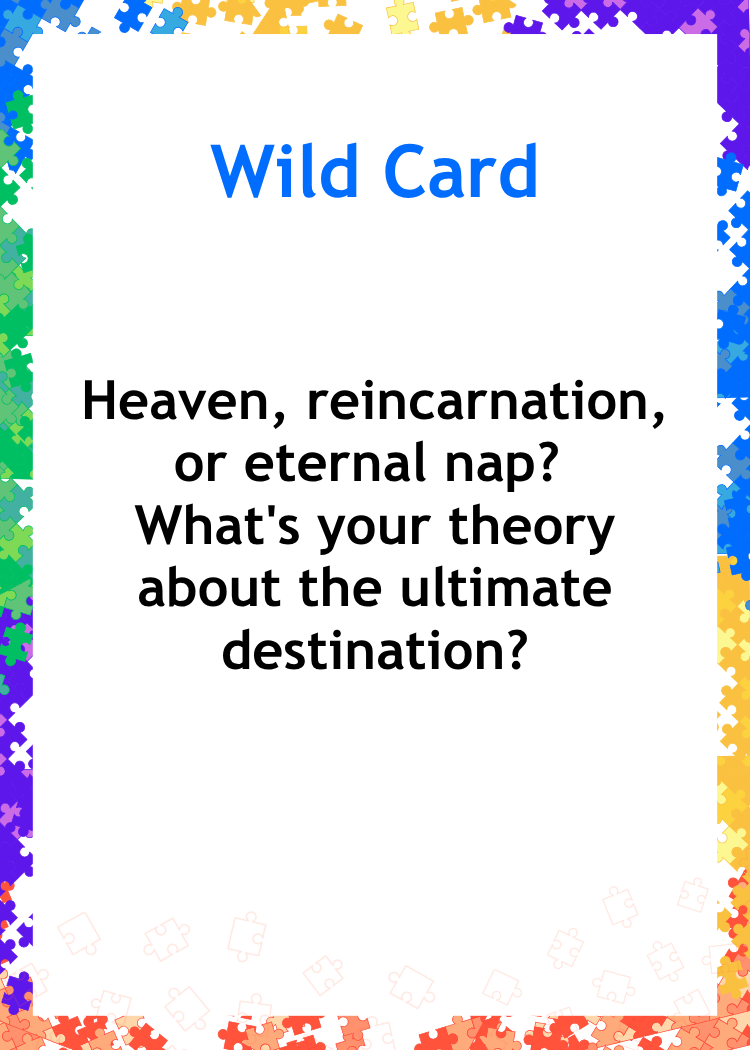 Wild Card
Heaven, reincarnation,
or eternal nap?
What's your theory
about the ultimate
destination?